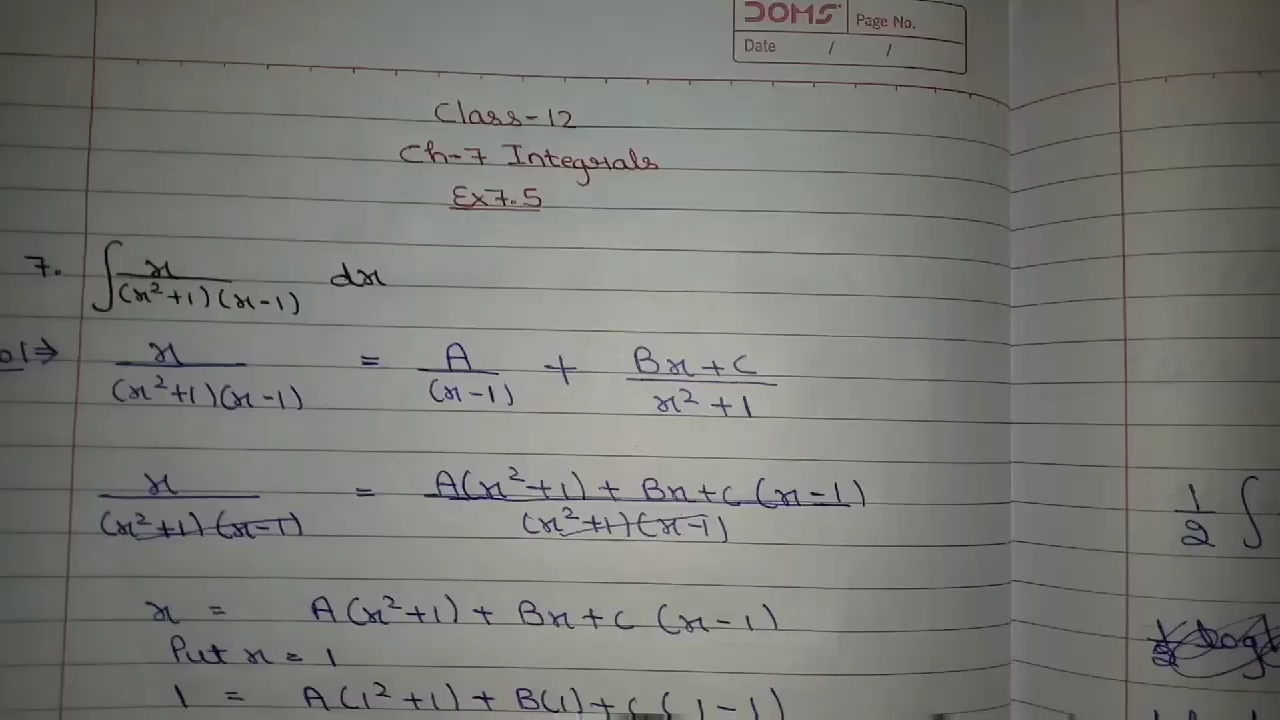 DOMS Page No.
Date / /
Class-12
Ch-7 Integrals
Ex7.5
7. ∫ x/(x²+1)(x-1) dx
Sol⇒ x/(x²+1)(x-1) = A/(x-1) + Bx+C/x²+1
x/(x²+1)(x-1) = A(x²+1) + Bx+C (x-1)/(x²+1)(x-1)
1/2 ∫
x = A(x²+1) + Bx+C (x-1)
Put x = 1
1 = A(1²+1) + B(1)+C (1-1)